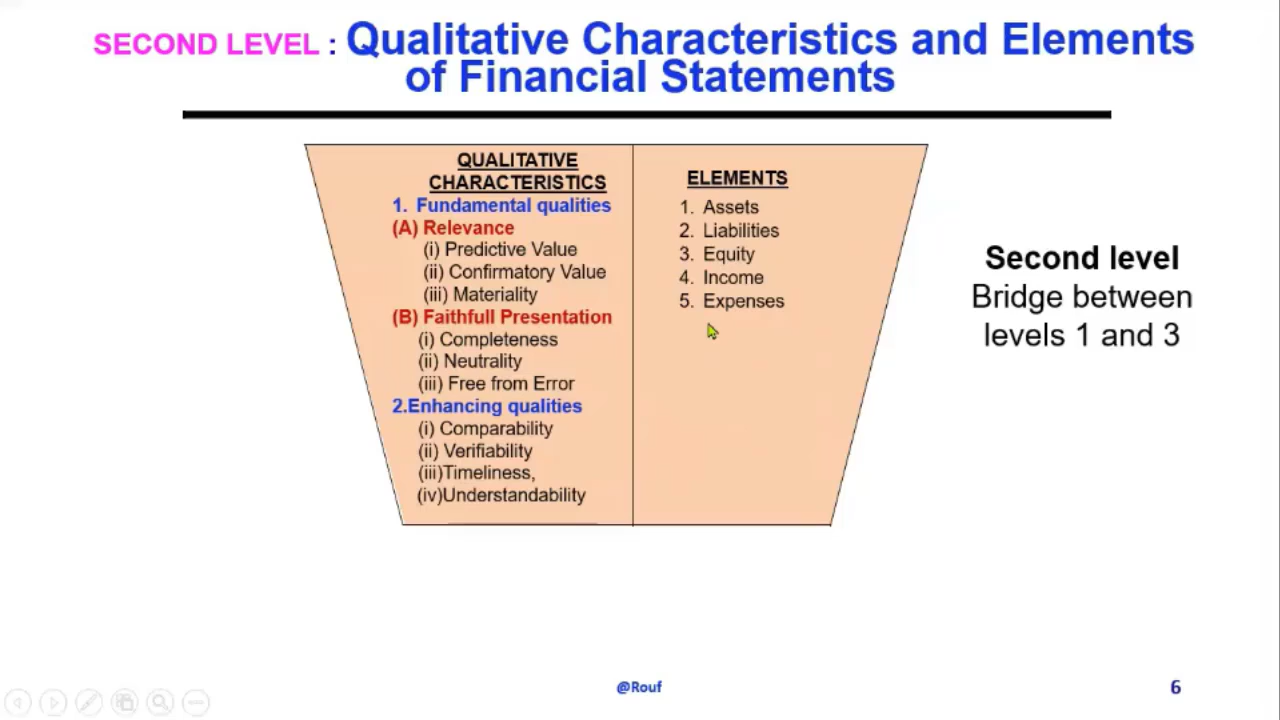 SECOND LEVEL : Qualitative Characteristics and Elements
of Financial Statements
QUALITATIVE
CHARACTERISTICS
1. Fundamental qualities
(A) Relevance
(i) Predictive Value
(ii) Confirmatory Value
(iii) Materiality
(B) Faithfull Presentation
(i) Completeness
(ii) Neutrality
(iii) Free from Error
2.Enhancing qualities
(i) Comparability
(ii) Verifiability
(iii)Timeliness,
(iv)Understandability
ELEMENTS
1. Assets
2. Liabilities
3. Equity
4. Income
5. Expenses
Second level
Bridge between
levels 1 and 3
@Rouf
6